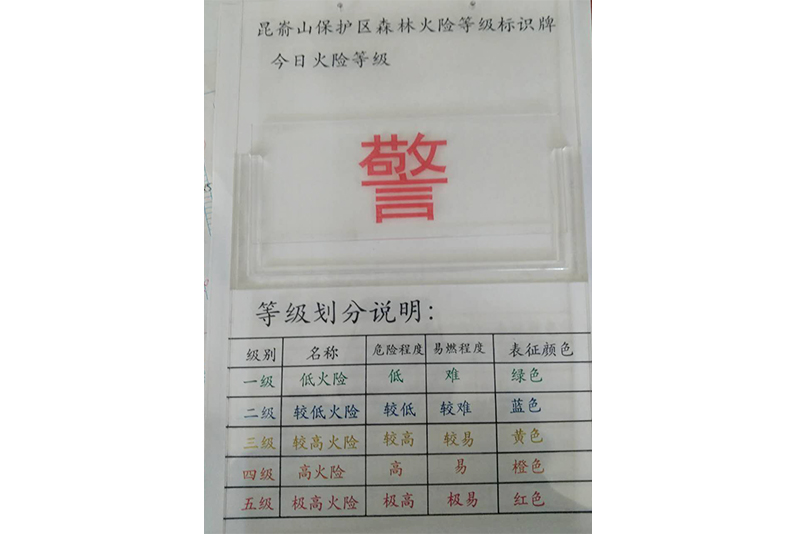 昆嵛山保护区森林火险等级标识牌
今日火险等级
警
等级划分说明：
级别 名称 危险程度 易燃程度 表征颜色
一级 低火险 低 难 绿色
二级 较低火险 较低 较难 蓝色
三级 较高火险 较高 较易 黄色
四级 高火险 高 易 橙色
五级 极高火险 极高 极易 红色